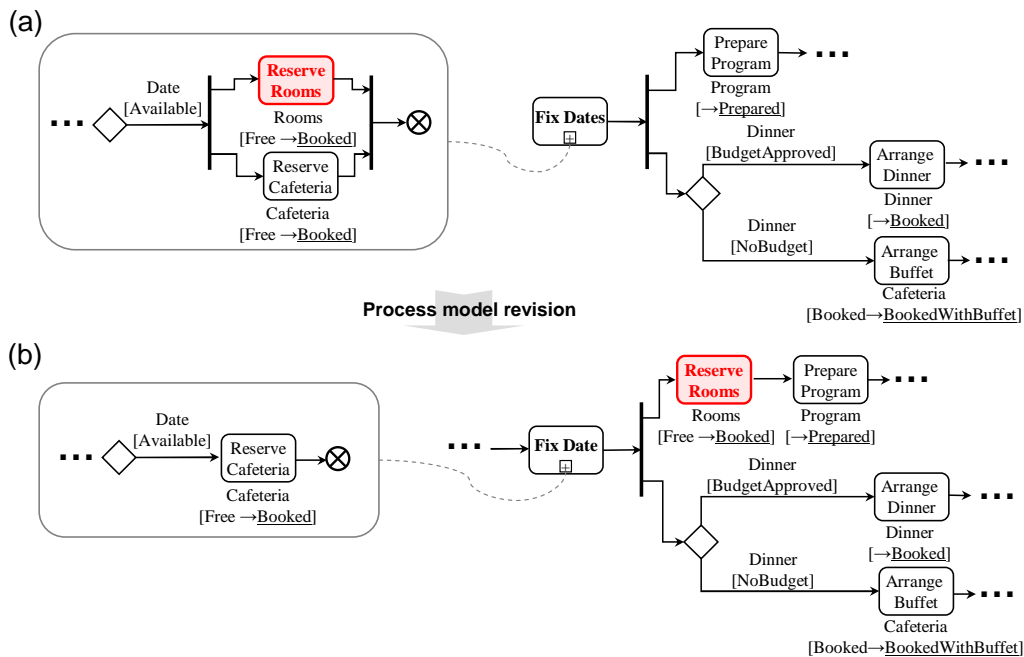 (a)
Date
[Available]
Reserve
Rooms
Rooms
[Free →Booked]
Reserve
Cafeteria
Cafeteria
[Free →Booked]
Fix Dates
Prepare
Program
Program
[→Prepared]
Dinner
[BudgetApproved]
Arrange
Dinner
Dinner
[→Booked]
Dinner
[NoBudget]
Arrange
Buffet
Cafeteria
[Booked→BookedWithBuffet]
Process model revision
(b)
Date
[Available]
Reserve
Cafeteria
Cafeteria
[Free →Booked]
Fix Date
Reserve
Rooms
Rooms
[Free →Booked]
Prepare
Program
Program
[→Prepared]
Dinner
[BudgetApproved]
Arrange
Dinner
Dinner
[→Booked]
Dinner
[NoBudget]
Arrange
Buffet
Cafeteria
[Booked→BookedWithBuffet]